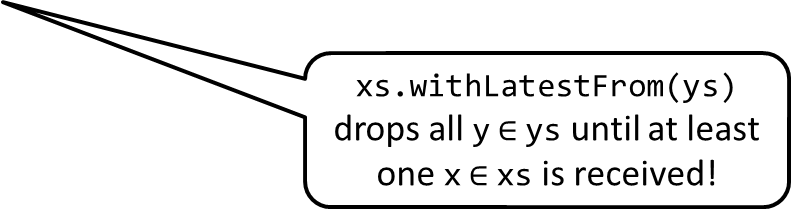 xs.withLatestFrom(ys)
drops all y ∈ ys until at least
one x ∈ xs is received!